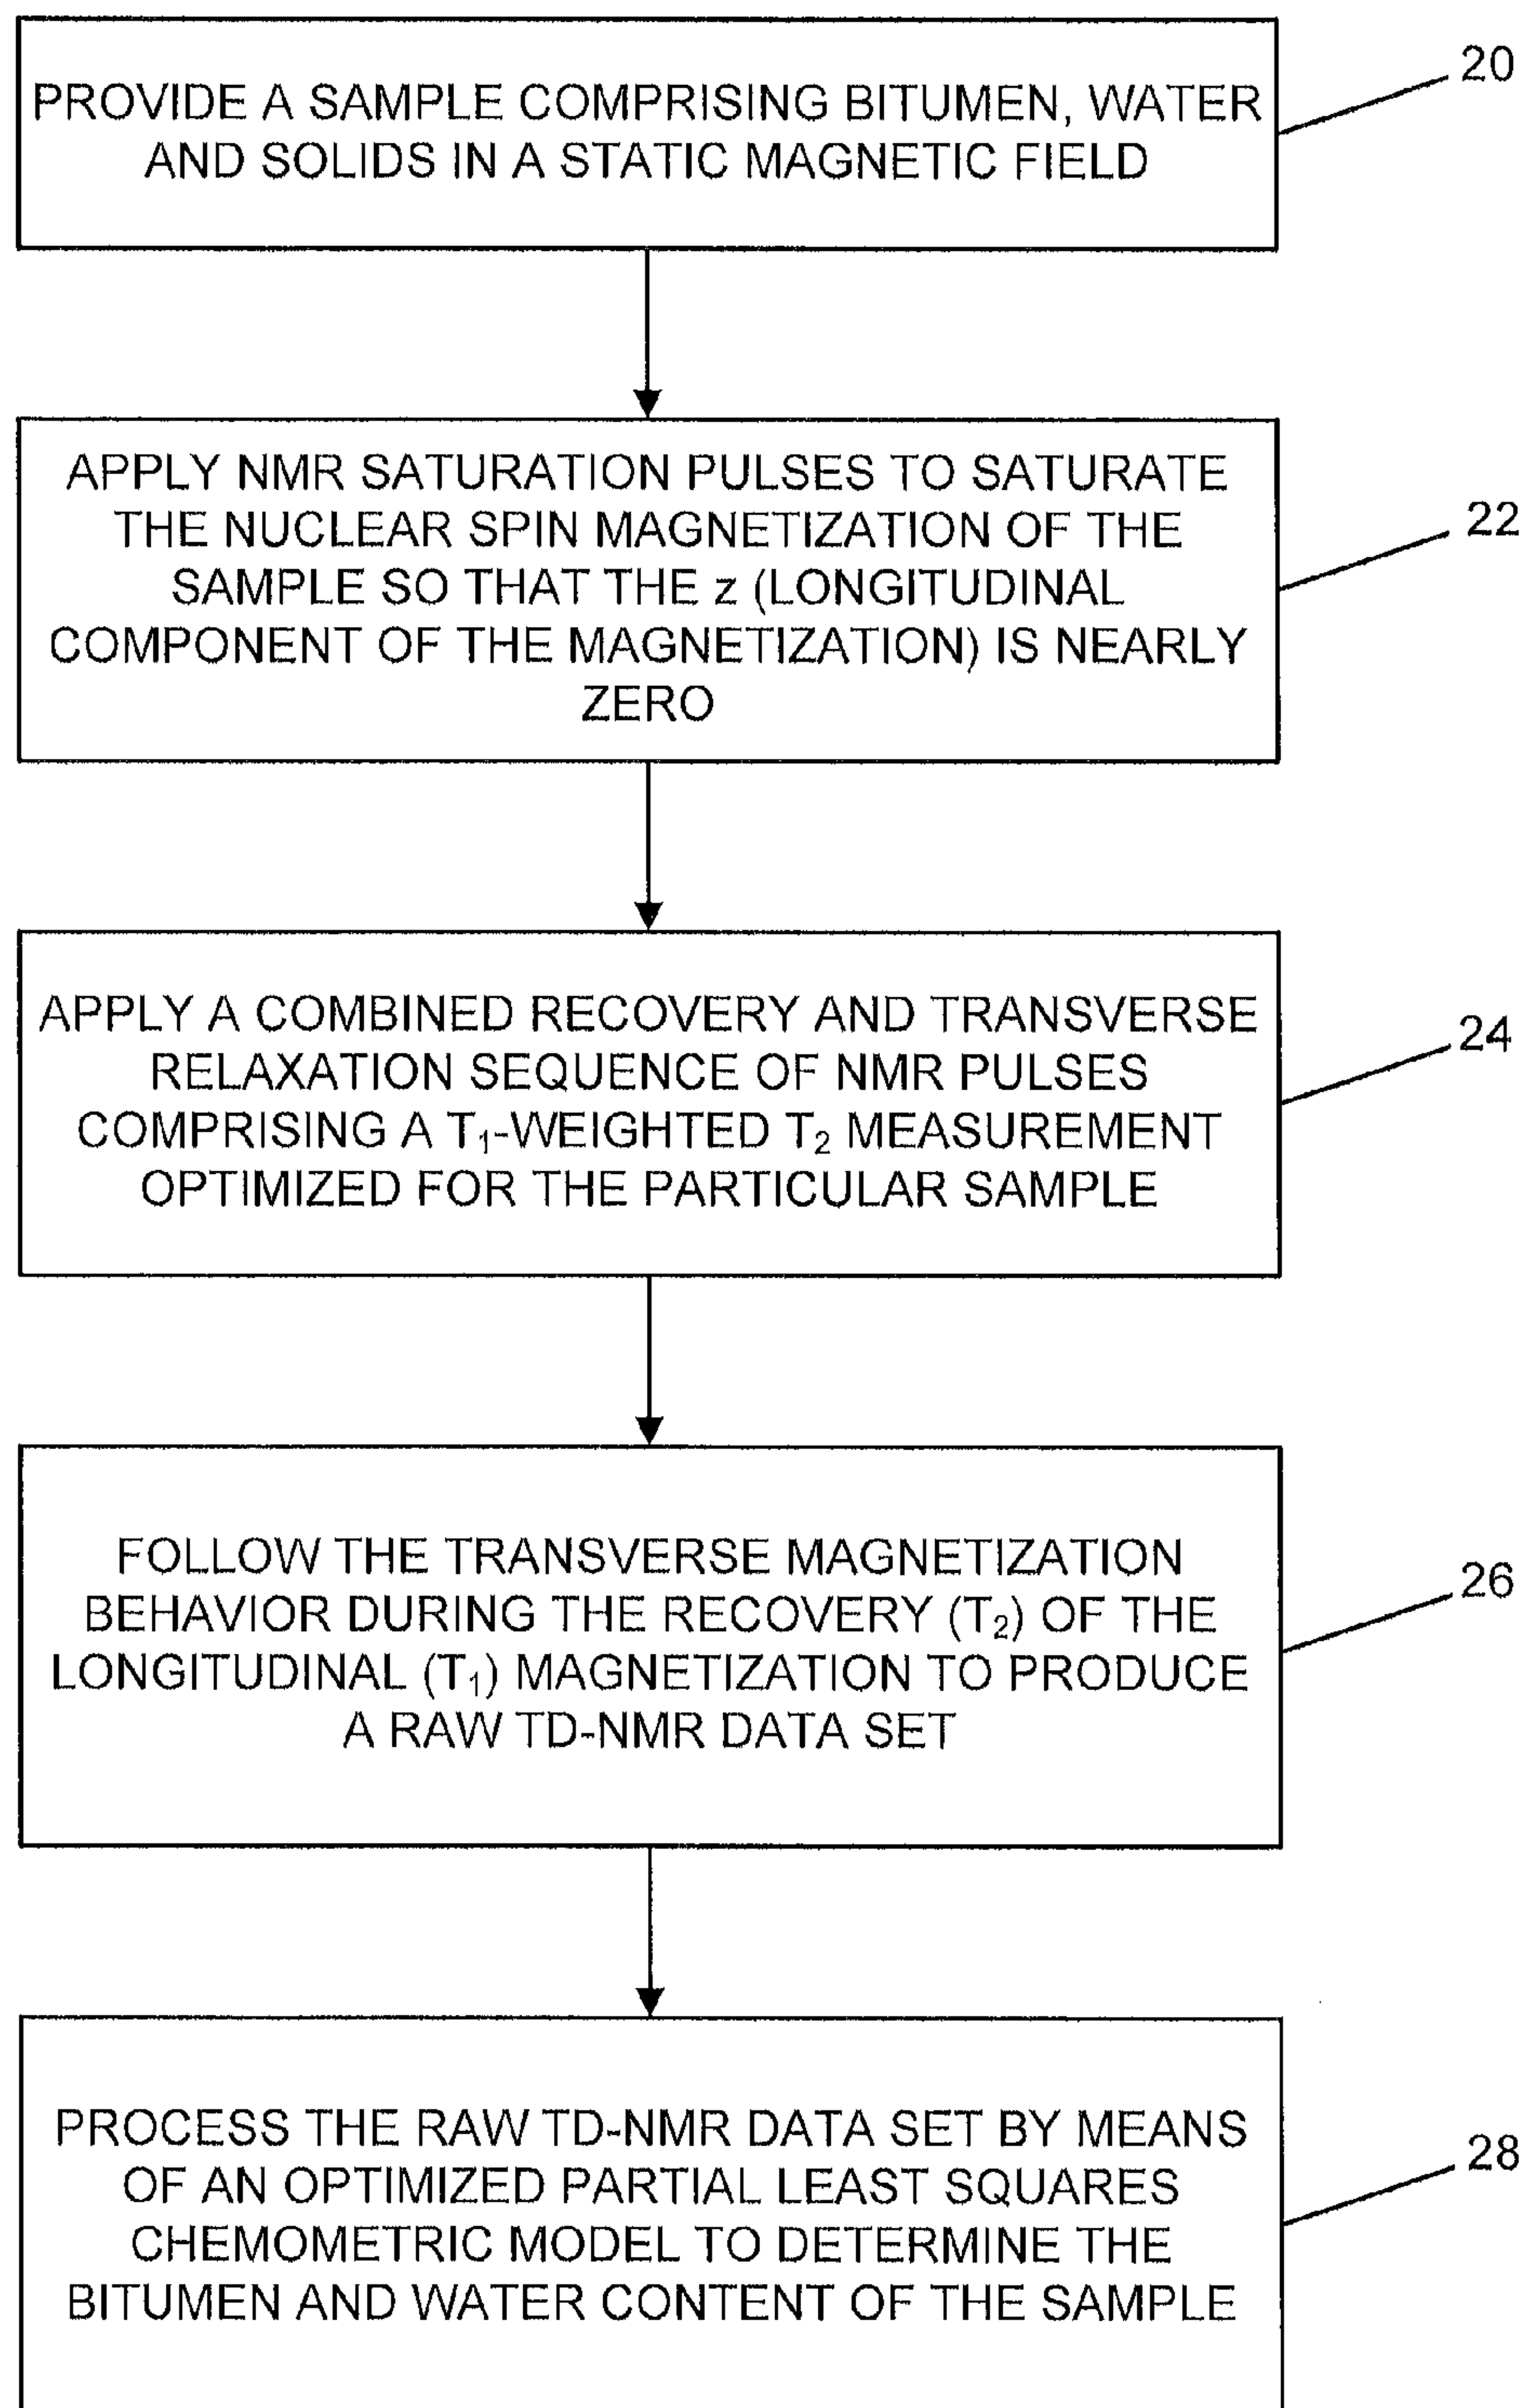 PROVIDE A SAMPLE COMPRISING BITUMEN, WATER
AND SOLIDS IN A STATIC MAGNETIC FIELD
20
APPLY NMR SATURATION PULSES TO SATURATE
THE NUCLEAR SPIN MAGNETIZATION OF THE
SAMPLE SO THAT THE z (LONGITUDINAL
COMPONENT OF THE MAGNETIZATION) IS NEARLY
ZERO
22
APPLY A COMBINED RECOVERY AND TRANSVERSE
RELAXATION SEQUENCE OF NMR PULSES
COMPRISING A T₁-WEIGHTED T₂ MEASUREMENT
OPTIMIZED FOR THE PARTICULAR SAMPLE
24
FOLLOW THE TRANSVERSE MAGNETIZATION
BEHAVIOR DURING THE RECOVERY (T₂) OF THE
LONGITUDINAL (T₁) MAGNETIZATION TO PRODUCE
A RAW TD-NMR DATA SET
26
PROCESS THE RAW TD-NMR DATA SET BY MEANS
OF AN OPTIMIZED PARTIAL LEAST SQUARES
CHEMOMETRIC MODEL TO DETERMINE THE
BITUMEN AND WATER CONTENT OF THE SAMPLE
28